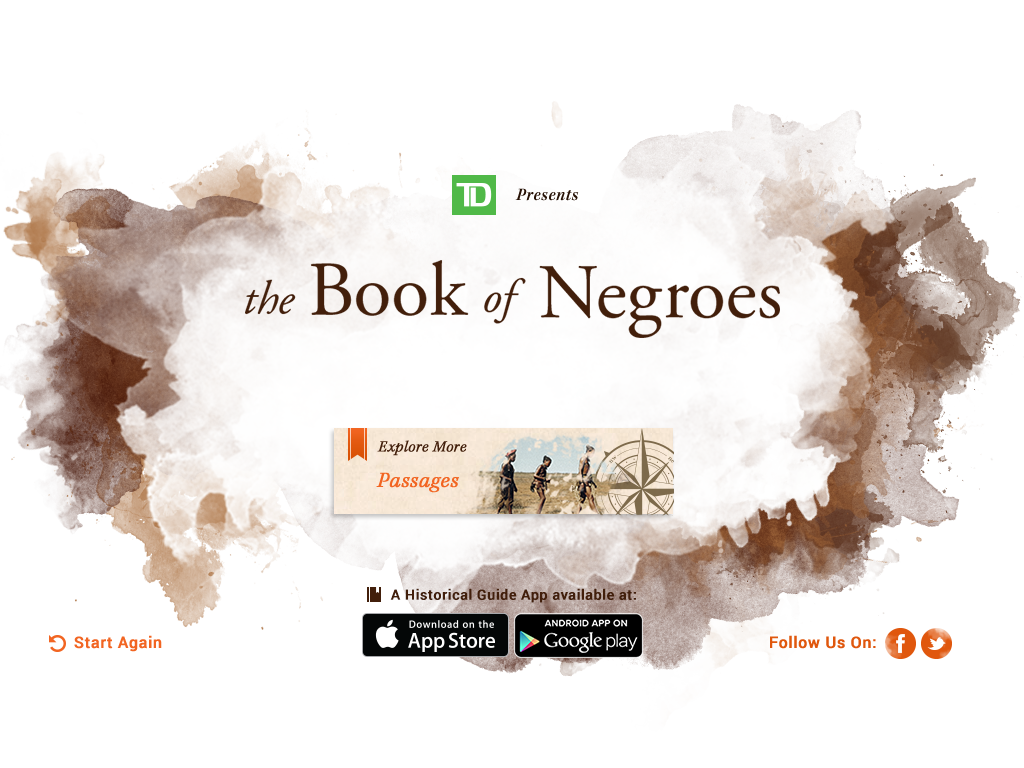 TD Presents
the Book of Negroes
Explore More
Passages
A Historical Guide App available at:
Download on the
App Store
ANDROID APP ON
Google play
Start Again
Follow Us On:
f